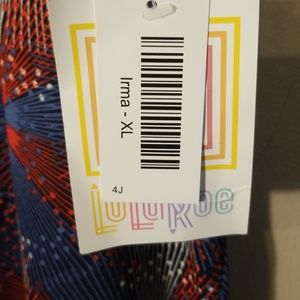 Irma - XL
4J
LuLaRoe